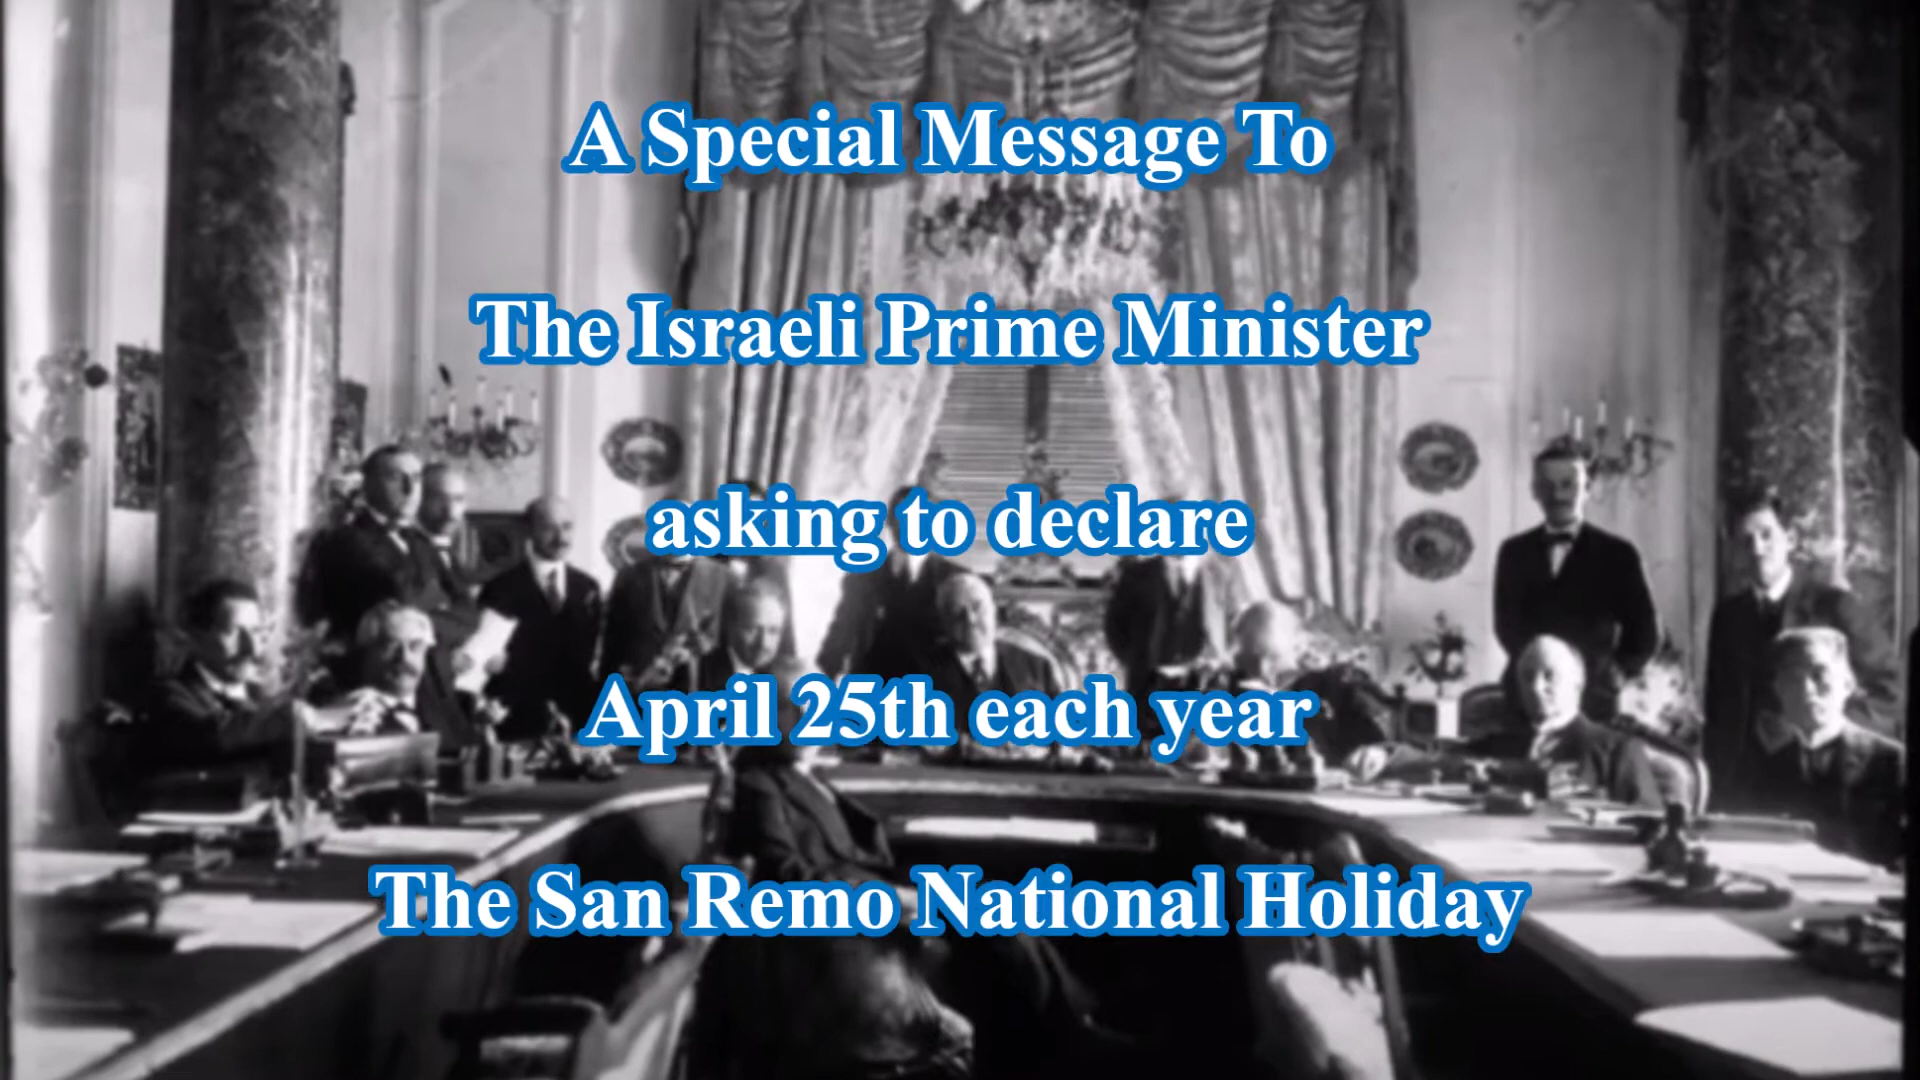 A Special Message To
The Israeli Prime Minister
asking to declare
April 25th each year
The San Remo National Holiday